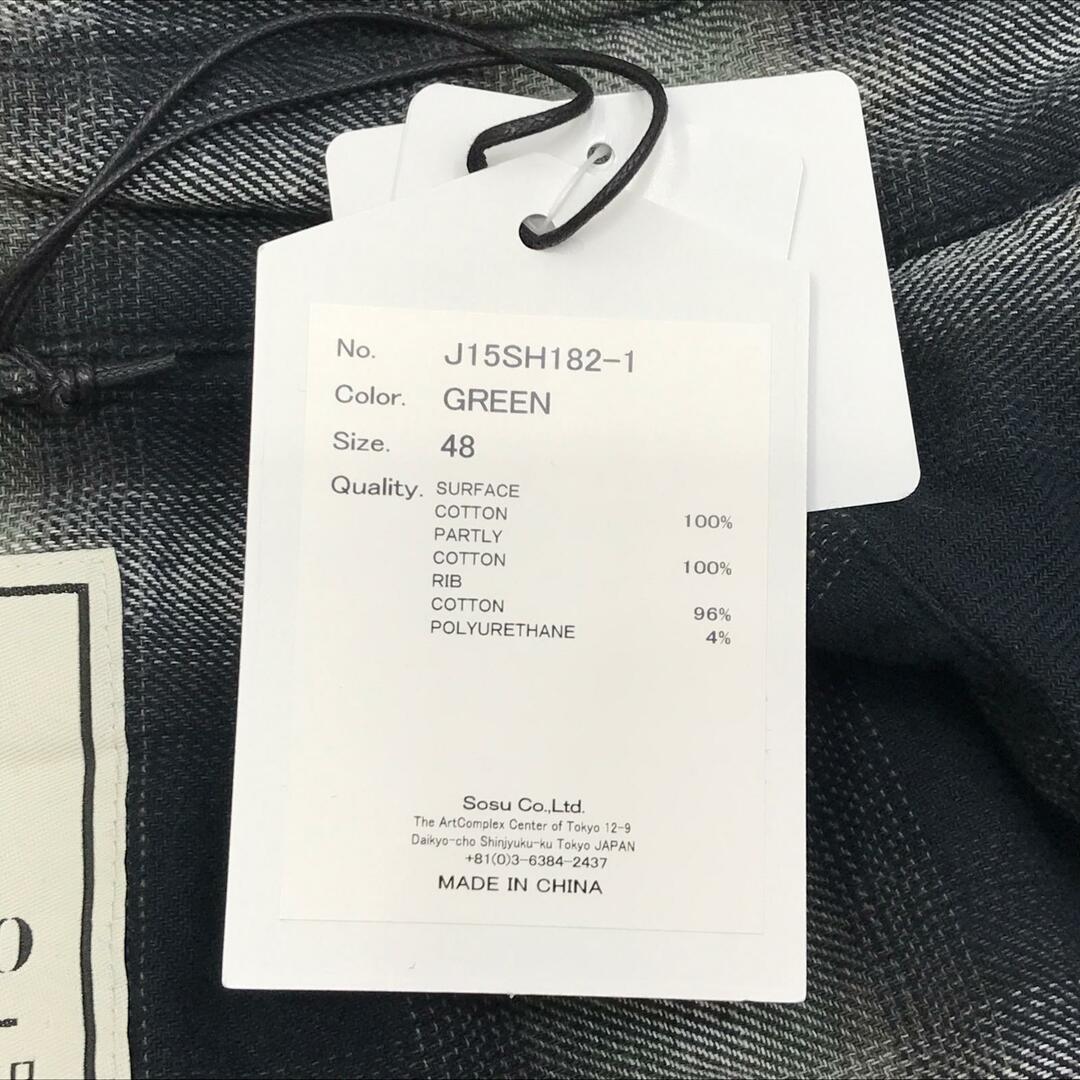 No. J15SH182-1
Color. GREEN
Size. 48
Quality. SURFACE
COTTON 100%
PARTLY
COTTON 100%
RIB
COTTON 96%
POLYURETHANE 4%
Sosu Co.,Ltd.
The ArtComplex Center of Tokyo 12-9
Daikyo-cho Shinjyuku-ku Tokyo JAPAN
+81(0)3-6384-2437
MADE IN CHINA